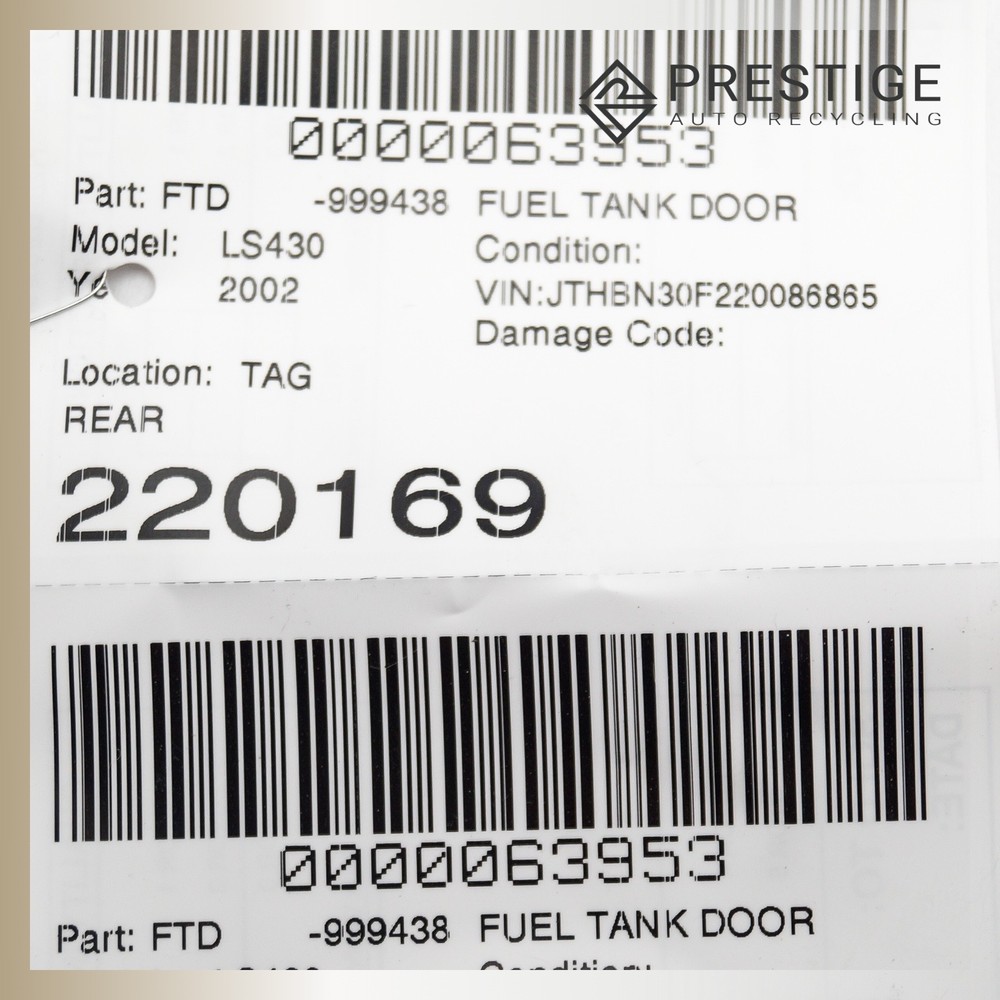 PRESTIGE
AUTO RECYCLING
0000063953
Part: FTD -999438 FUEL TANK DOOR
Model: LS430 Condition:
2002 VIN:JTHBN30F220086865
Damage Code:
Location: TAG
REAR
220169
0000063953
Part: FTD -999438 FUEL TANK DOOR